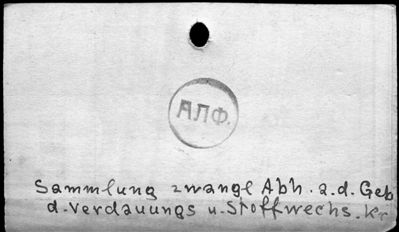 АЛФ.
Sammlung zwangl Abh. a.d. Geb
d. Verdauungs u. Stoffwechs. Kr